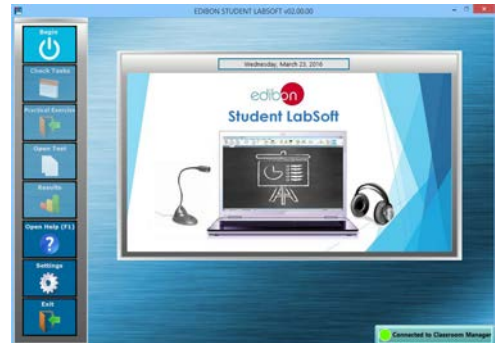 EDIBON STUDENT LABSOFT v02.00.00
Begin
Check Tasks
Practical Exercise
Open Test
Results
Open Help (F1)
Settings
Exit
Wednesday, March 23, 2016
edibon
Student LabSoft
Connected to Classroom Manager